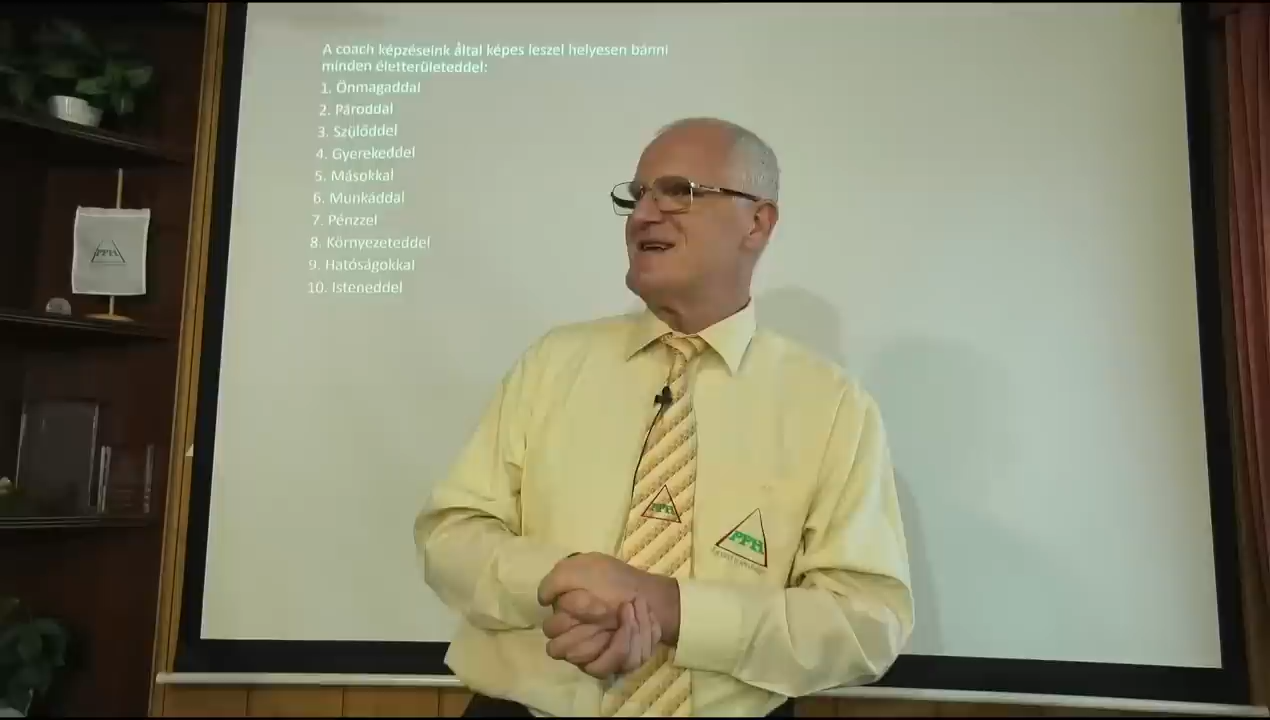 A coach képzéseink által képes leszel helyesen bánni
minden életterületeddel:
1. Önmagaddal
2. Pároddal
3. Szülőddel
4. Gyerekeddel
5. Másokkal
6. Munkáddal
7. Pénzzel
8. Környezeteddel
9. Hatóságokkal
10. Isteneddel
PFH
PFH
PFH